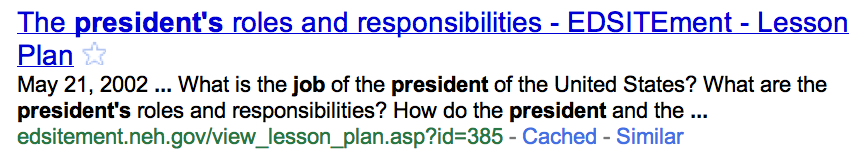 The president's roles and responsibilities - EDSITEment - Lesson
Plan
May 21, 2002 ... What is the job of the president of the United States? What are the
president's roles and responsibilities? How do the president and the ...
edsitement.neh.gov/view_lesson_plan.asp?id=385 - Cached - Similar